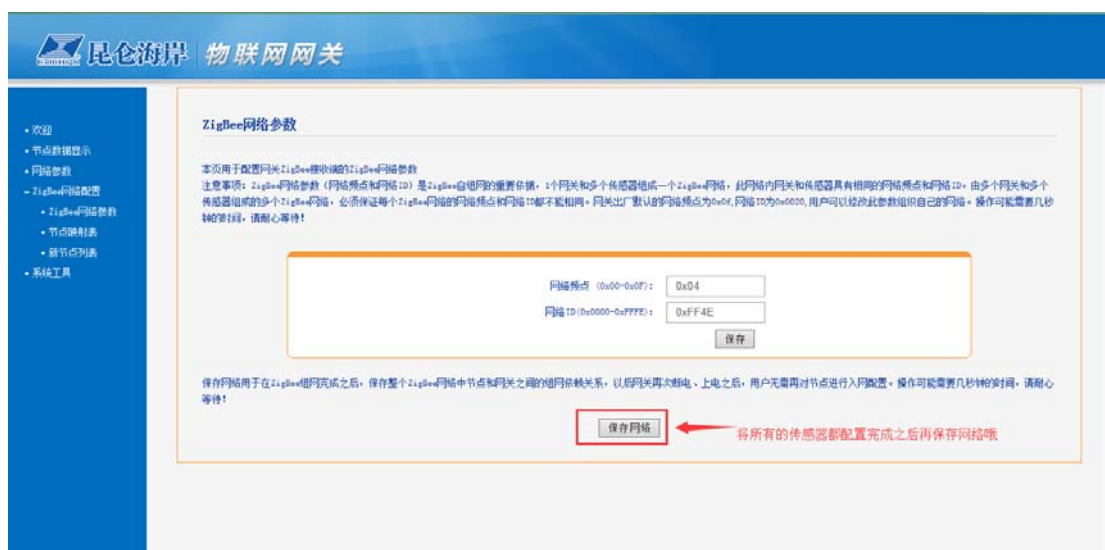 昆仑海岸 物联网网关
• 欢迎
• 节点数据显示
• 网络参数
- ZigBee网络配置
• ZigBee网络参数
• 节点映射表
• 新节点列表
• 系统工具
ZigBee网络参数
本页用于配置网关ZigBee接收端的ZigBee网络参数
注意事项：ZigBee网络参数（网络频点和网络ID）是ZigBee自组网的重要依据，1个网关和多个传感器组成一个ZigBee网络，此网络内网关和传感器具有相同的网络频点和网络ID，由多个网关和多个
传感器组成的多个ZigBee网络，必须保证每个ZigBee网络的网络频点和网络ID都不能相同。网关出厂默认的网络频点为0x0f,网络ID为0x0020,用户可以修改此参数组织自己的网络。操作可能需要几秒
钟的时间，请耐心等待！
网络频点 (0x00-0x0F): 0x04
网络ID(0x0000-0xFFFE): 0xFF4E
保存
保存网络用于在ZigBee组网完成之后，保存整个ZigBee网络中节点和网关之间的组网依赖关系，以后网关再次断电、上电之后，用户无需再对节点进行入网配置。操作可能需要几秒钟的时间，请耐心
等待！
保存网络
将所有的传感器都配置完成之后再保存网络哦